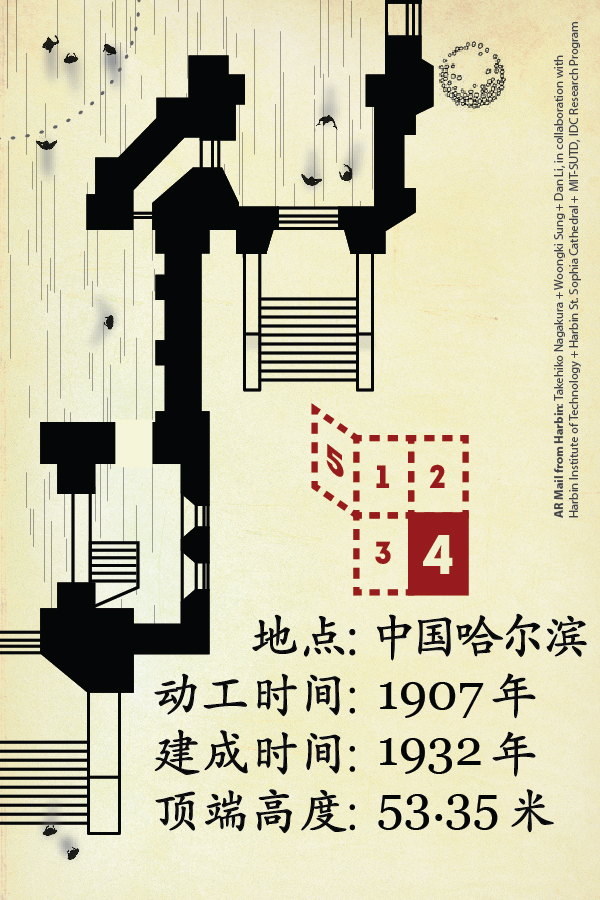 AR Mail from Harbin: Takehiko Nagakura + Woongki Sung + Dan Li, in collaboration with
Harbin Institute of Technology + Harbin St. Sophia Cathedral + MIT-SUTD, IDC Research Program
5 1 2
3 4
地点: 中国哈尔滨
动工时间: 1907 年
建成时间: 1932 年
顶端高度: 53.35 米